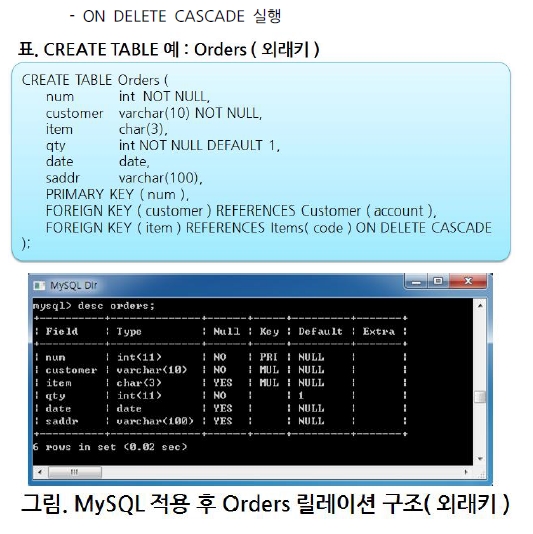 - ON DELETE CASCADE 실행
표. CREATE TABLE 예 : Orders ( 외래키 )
CREATE TABLE Orders (
num int NOT NULL,
customer varchar(10) NOT NULL,
item char(3),
qty int NOT NULL DEFAULT 1,
date date,
saddr varchar(100),
PRIMARY KEY ( num ),
FOREIGN KEY ( customer ) REFERENCES Customer ( account ),
FOREIGN KEY ( item ) REFERENCES Items( code ) ON DELETE CASCADE
);
MySQL Dir
mysql> desc orders;
+----------+--------------+------+-----+---------+-------+
| Field | Type | Null | Key | Default | Extra |
+----------+--------------+------+-----+---------+-------+
| num | int(11) | NO | PRI | NULL | |
| customer | varchar(10) | NO | MUL | NULL | |
| item | char(3) | YES | MUL | NULL | |
| qty | int(11) | NO | | 1 | |
| date | date | YES | | NULL | |
| saddr | varchar(100) | YES | | NULL | |
+----------+--------------+------+-----+---------+-------+
6 rows in set (0.02 sec)
그림. MySQL 적용 후 Orders 릴레이션 구조( 외래키 )